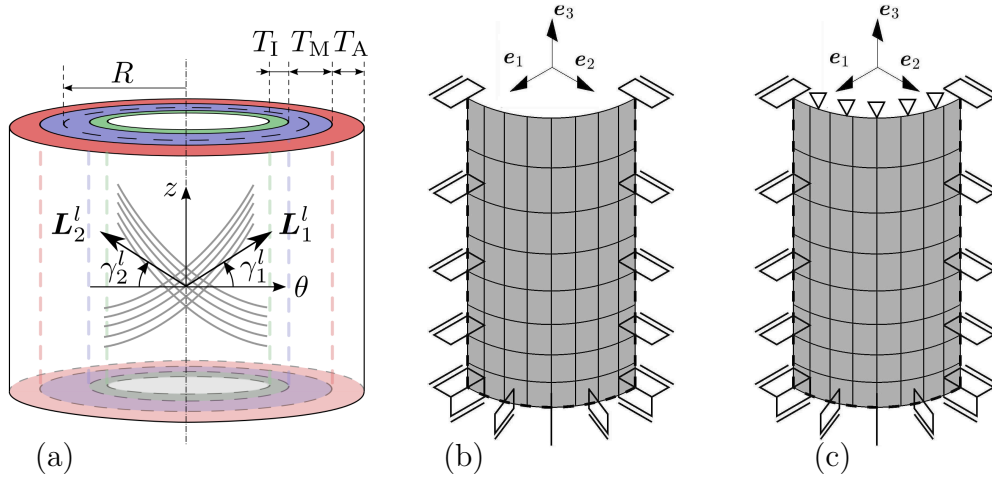 T_I T_M T_A
R
z
L_2^l L_1^l
γ_2^l γ_1^l
θ
(a)
e_3
e_1 e_2
(b)
e_3
e_1 e_2
(c)